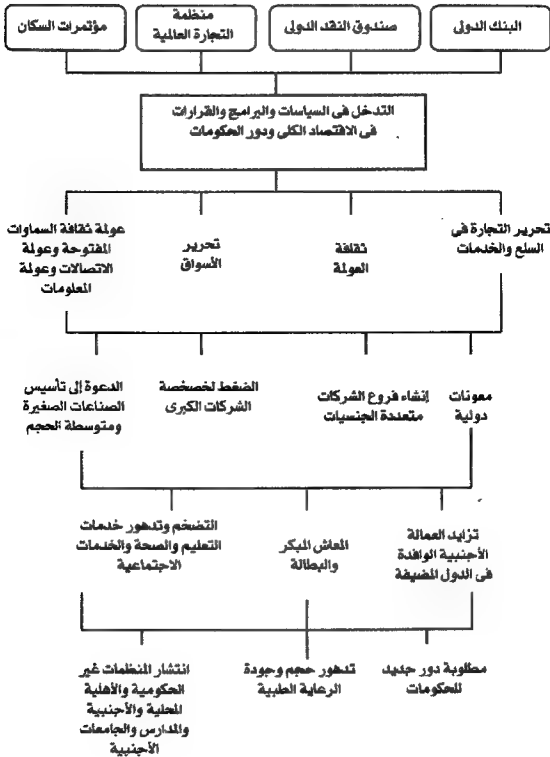 البنك الدولى
صندوق النقد الدولى
منظمة
التجارة العالمية
مؤتمرات السكان
التدخل فى السياسات والبرامج والقرارات
فى الاقتصاد الكلى ودور الحكومات
تحرير التجارة فى
السلع والخدمات
ثقافة
العولمة
تحرير
الأسواق
عولمة ثقافة السماوات
المفتوحة وعولمة
الاتصالات وعولمة
المعلومات
معونات
دولية
إنشاء فروع الشركات
متعددة الجنسيات
الضغط لخصخصة
الشركات الكبرى
الدعوة إلى تأسيس
الصناعات الصغيرة
ومتوسطة الحجم
تزايد العمالة
الأجنبية الوافدة
فى الدول المضيفة
المعاش المبكر
والبطالة
التضخم وتدهور خدمات
التعليم والصحة والخدمات
الاجتماعية
مطلوبة دور جديد
للحكومات
تدهور حجم وجودة
الرعاية الطبية
انتشار المنظمات غير
الحكومية والأهلية
المحلية والأجنبية
والمدارس والجامعات
الأجنبية